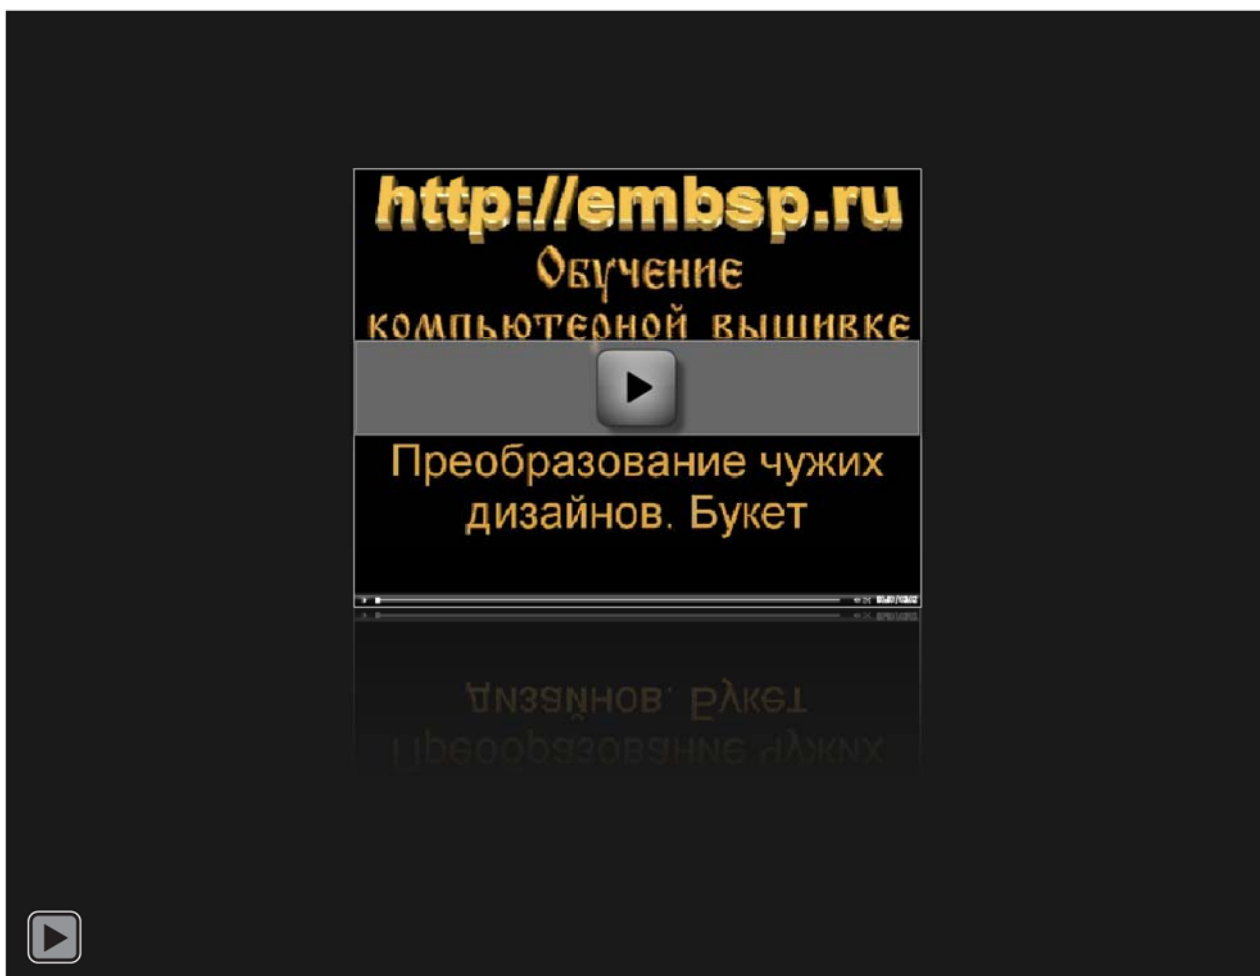 http://embsp.ru
Обучение
компьютерной вышивке
Преобразование чужих
дизайнов. Букет